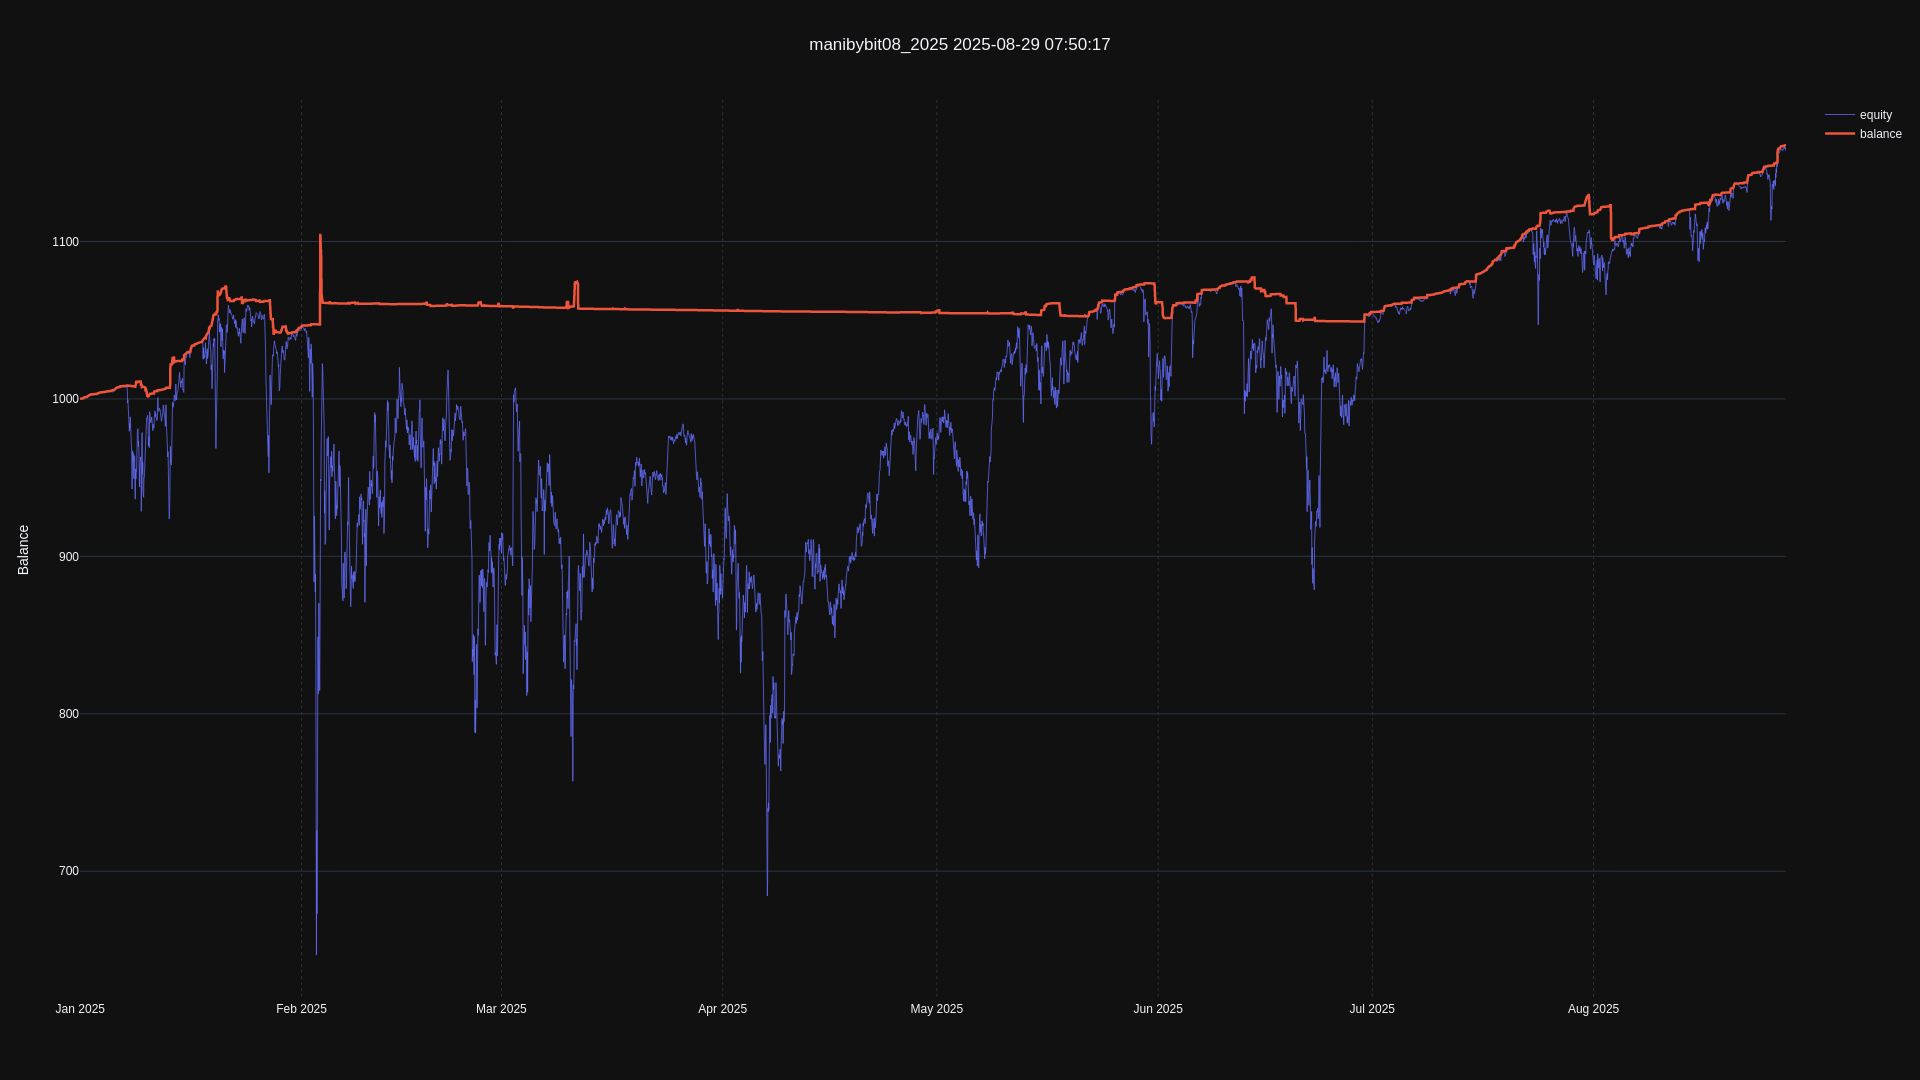 manibybit08_2025 2025-08-29 07:50:17
equity
balance
1100
1000
900
800
700
Balance
Jan 2025
Feb 2025
Mar 2025
Apr 2025
May 2025
Jun 2025
Jul 2025
Aug 2025